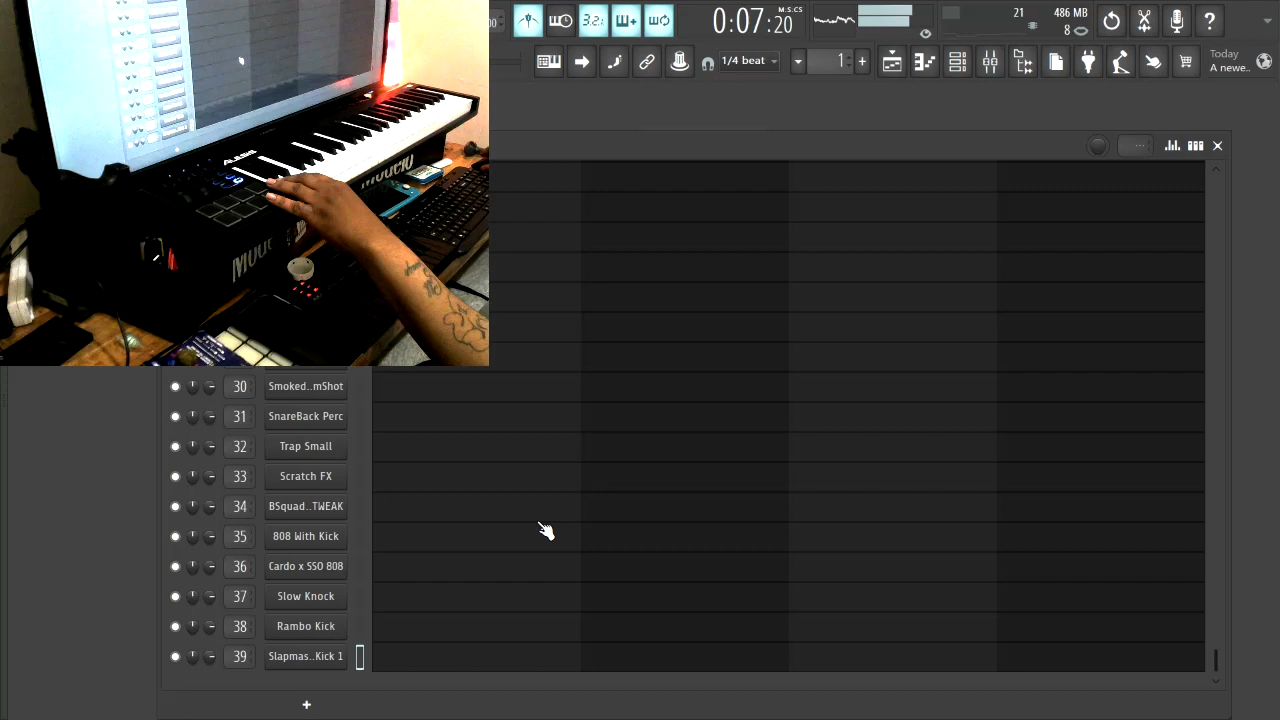 0:07:20
M:S:CS
21
486 MB
8
1/4 beat
1
Today
A newe..
ALESIS
30 Smoked..mShot
31 SnareBack Perc
32 Trap Small
33 Scratch FX
34 BSquad..TWEAK
35 808 With Kick
36 Cardo x SSO 808
37 Slow Knock
38 Rambo Kick
39 Slapmas..Kick 1